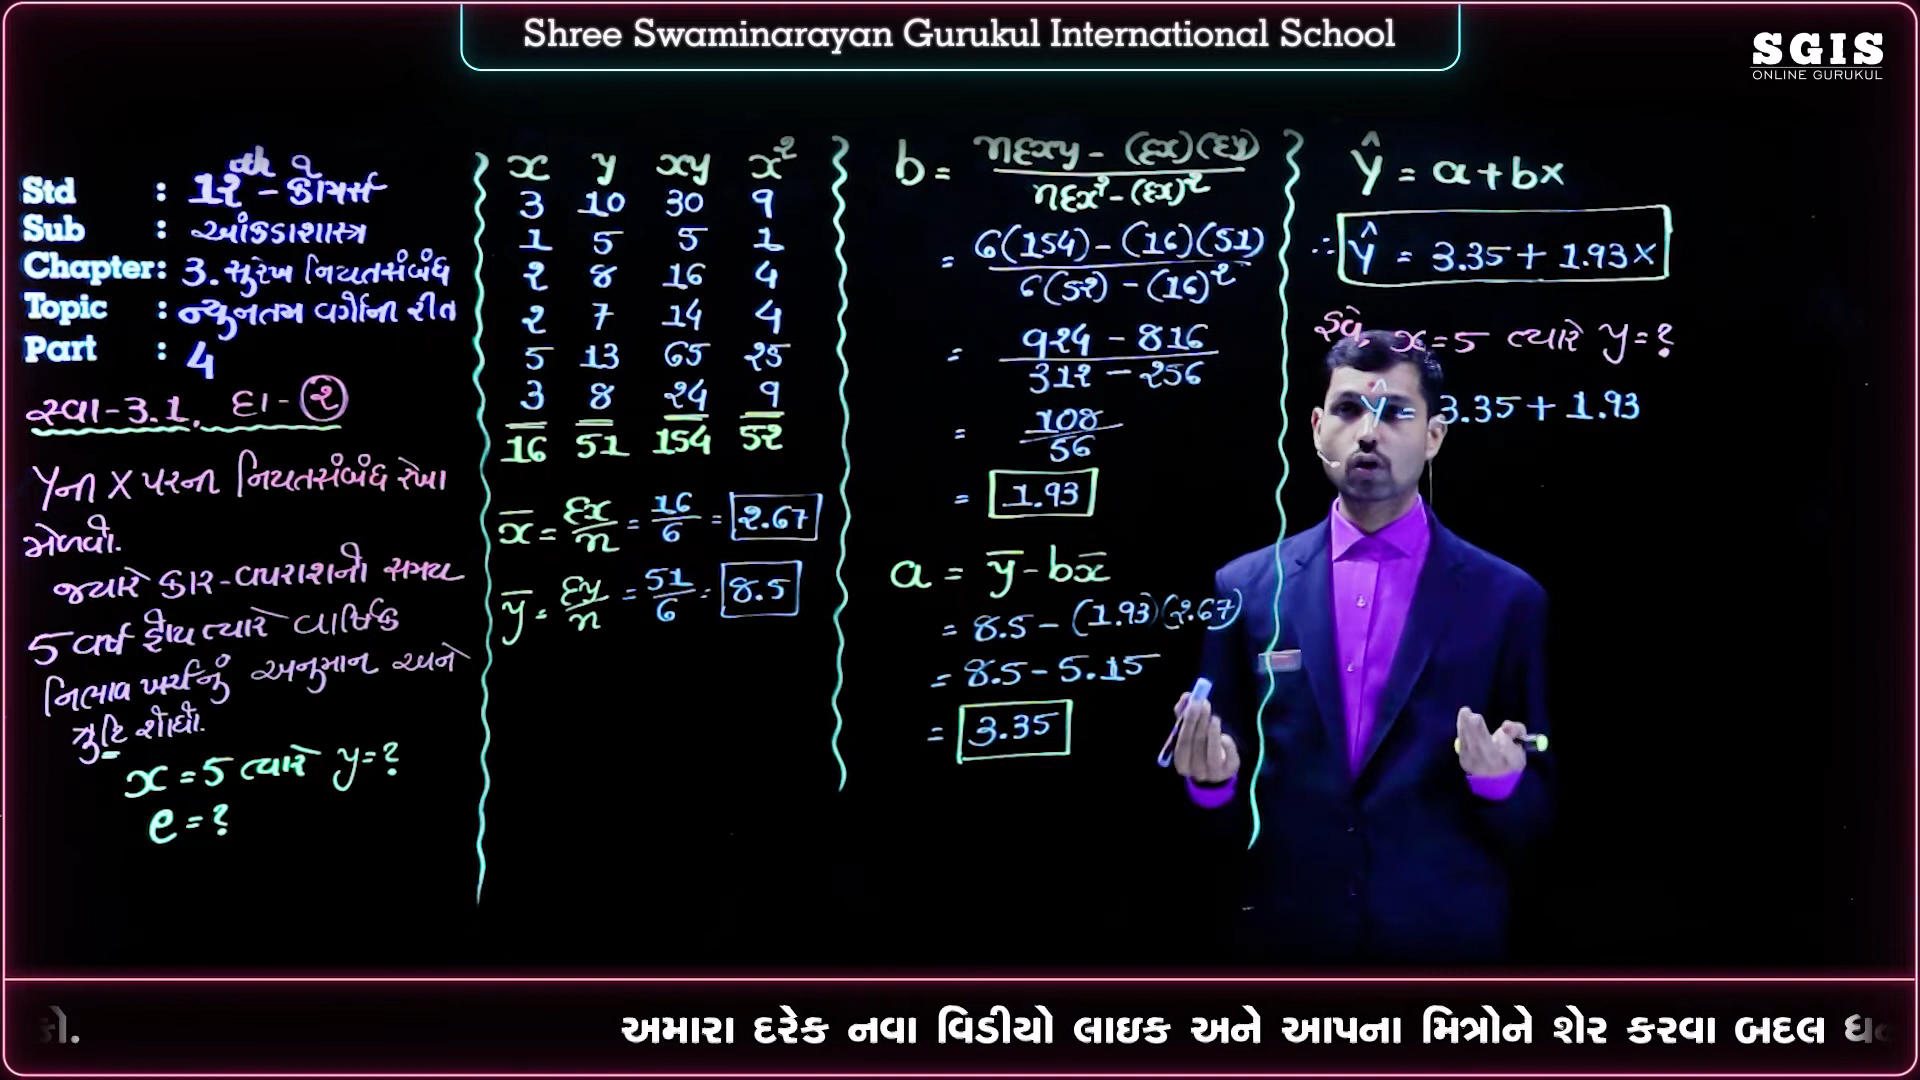 Shree Swaminarayan Gurukul International School
SGIS
ONLINE GURUKUL
Std : 12th - કોમર્સ
Sub : આંકડાશાસ્ત્ર
Chapter : 3. સુરેખ નિયતસંબંધ
Topic : ન્યુનતમ વર્ગોની રીત
Part : 4
સ્વા-3.1. દા-②
Yની X પરની નિયતસંબંધ રેખા
મેળવો.
જ્યારે કાર-વપરાશનો સમય
5 વર્ષ હોય ત્યારે વાર્ષિક
નિભાવ ખર્ચનું અનુમાન અને
ત્રુટિ શોધો.
x = 5 ત્યારે y = ?
e = ?
x y xy x²
3 10 30 9
1 5 5 1
2 8 16 4
2 7 14 4
5 13 65 25
3 8 24 9
16 51 154 52
x̄ = Σx/n = 16/6 = 2.67
ȳ = Σy/n = 51/6 = 8.5
b = nΣxy - (Σx)(Σy) / nΣx² - (Σx)²
= 6(154) - (16)(51) / 6(52) - (16)²
= 924 - 816 / 312 - 256
= 108 / 56
= 1.93
a = ȳ - bx̄
= 8.5 - (1.93)(2.67)
= 8.5 - 5.15
= 3.35
Ŷ = a + bx
∴ Ŷ = 3.35 + 1.93x
હવે, x = 5 ત્યારે y = ?
Ŷ = 3.35 + 1.93
કો.
અમારા દરેક નવા વિડીયો લાઇક અને આપના મિત્રોને શેર કરવા બદલ